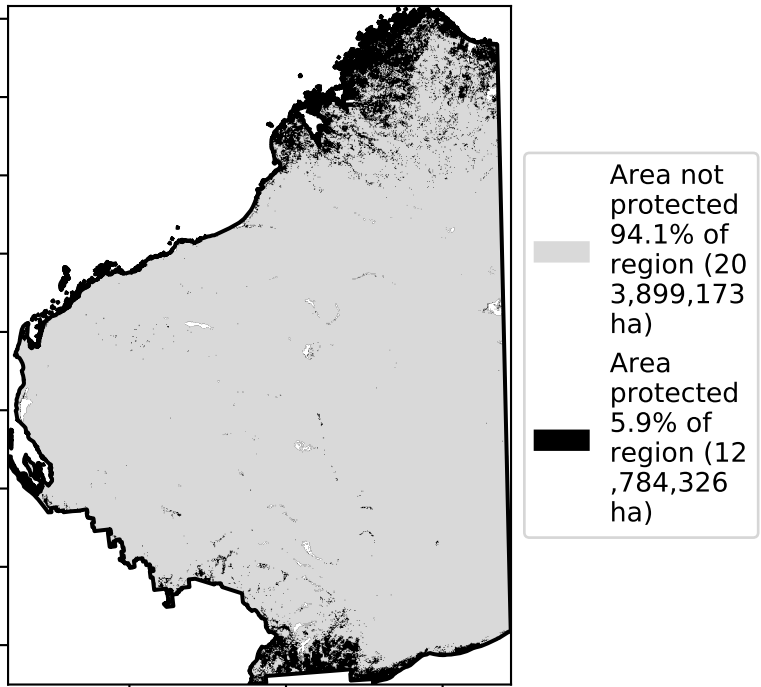 Area not
protected
94.1% of
region (20
3,899,173
ha)
Area
protected
5.9% of
region (12
,784,326
ha)